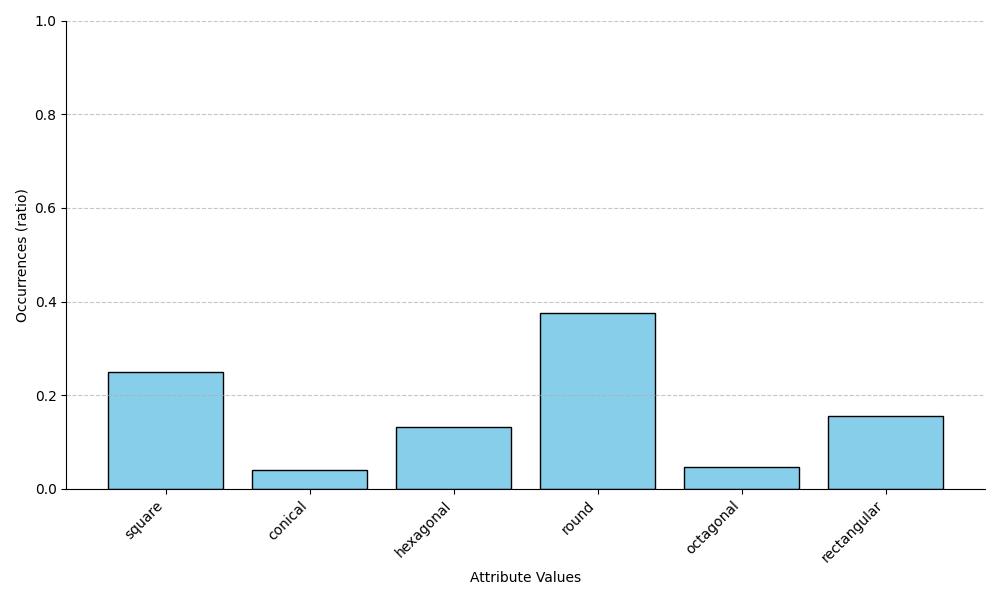 1.0
0.8
0.6
0.4
0.2
0.0
Occurrences (ratio)
square
conical
hexagonal
round
octagonal
rectangular
Attribute Values